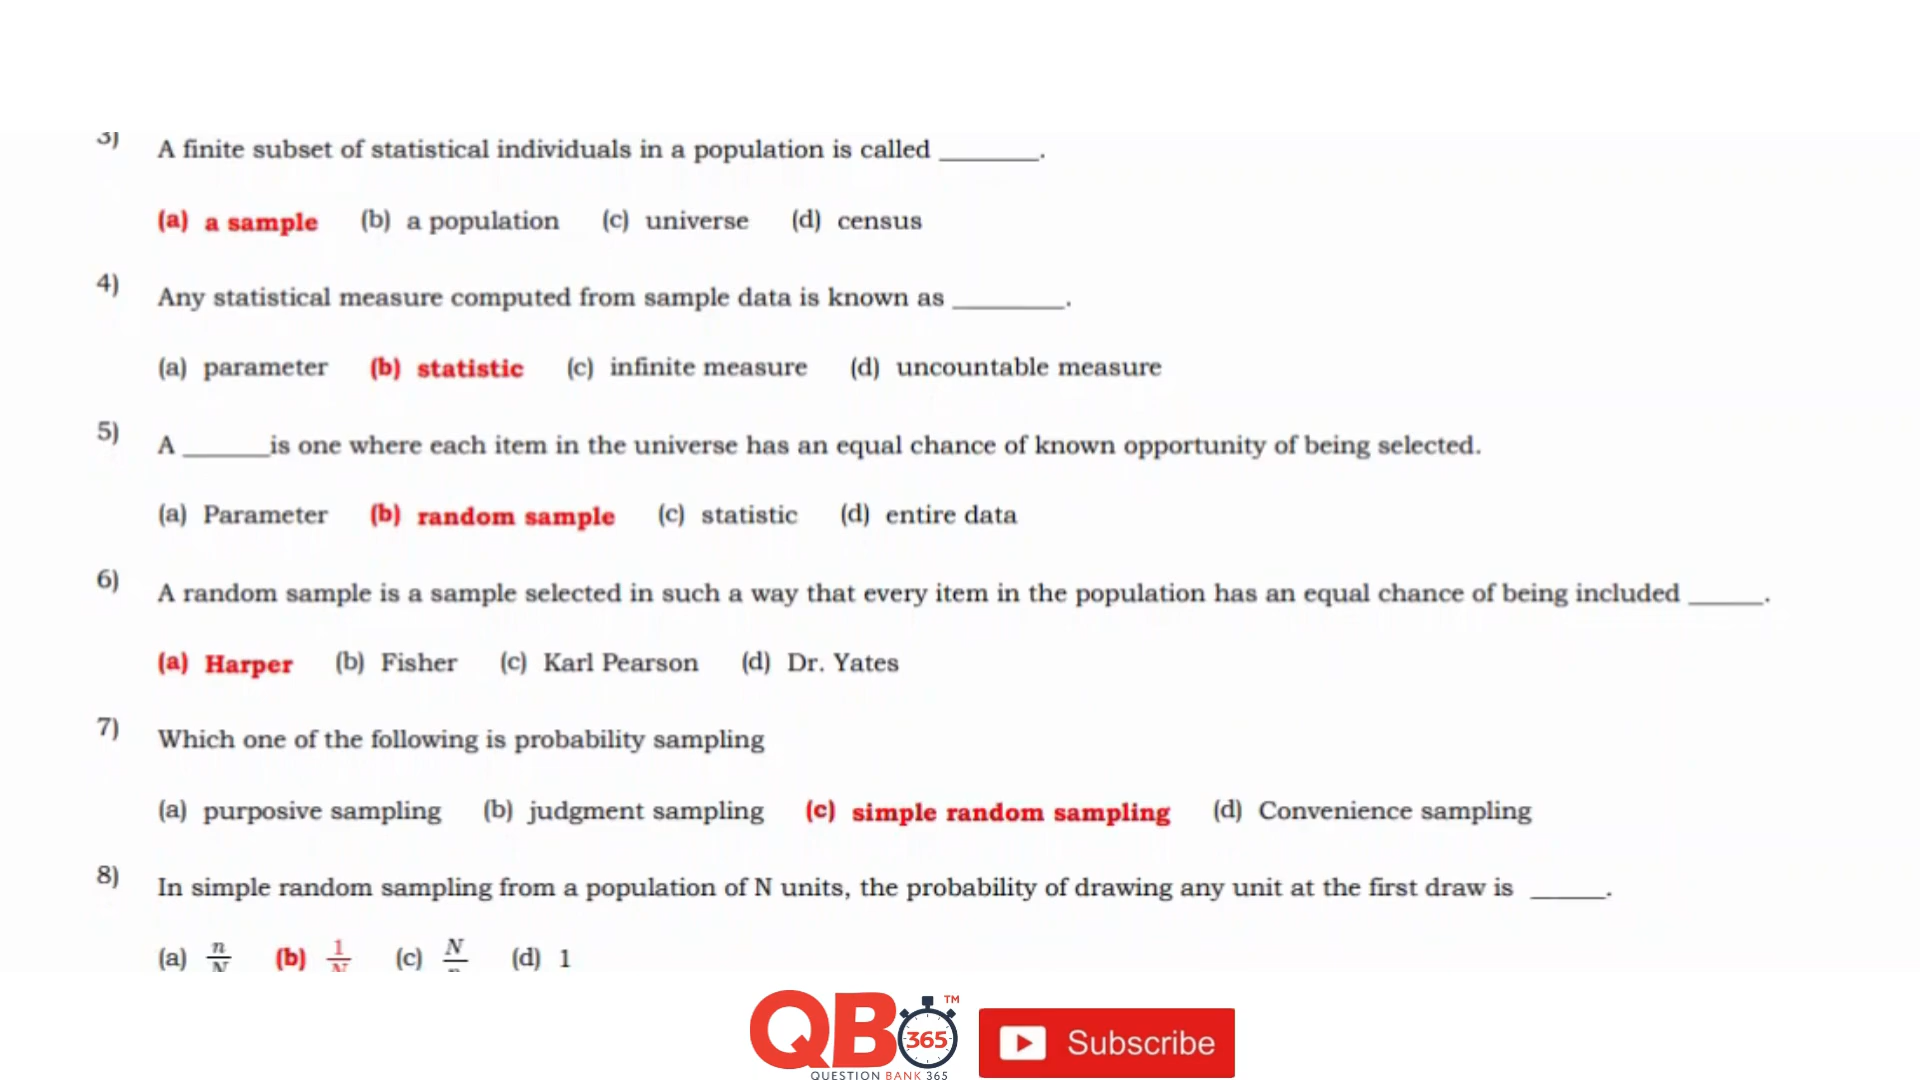 3) A finite subset of statistical individuals in a population is called ________.
(a) a sample (b) a population (c) universe (d) census
4) Any statistical measure computed from sample data is known as _________.
(a) parameter (b) statistic (c) infinite measure (d) uncountable measure
5) A _______is one where each item in the universe has an equal chance of known opportunity of being selected.
(a) Parameter (b) random sample (c) statistic (d) entire data
6) A random sample is a sample selected in such a way that every item in the population has an equal chance of being included ______.
(a) Harper (b) Fisher (c) Karl Pearson (d) Dr. Yates
7) Which one of the following is probability sampling
(a) purposive sampling (b) judgment sampling (c) simple random sampling (d) Convenience sampling
8) In simple random sampling from a population of N units, the probability of drawing any unit at the first draw is ______.
(a) n/N (b) 1/N (c) N/n (d) 1
QB365 TM
QUESTION BANK 365
Subscribe